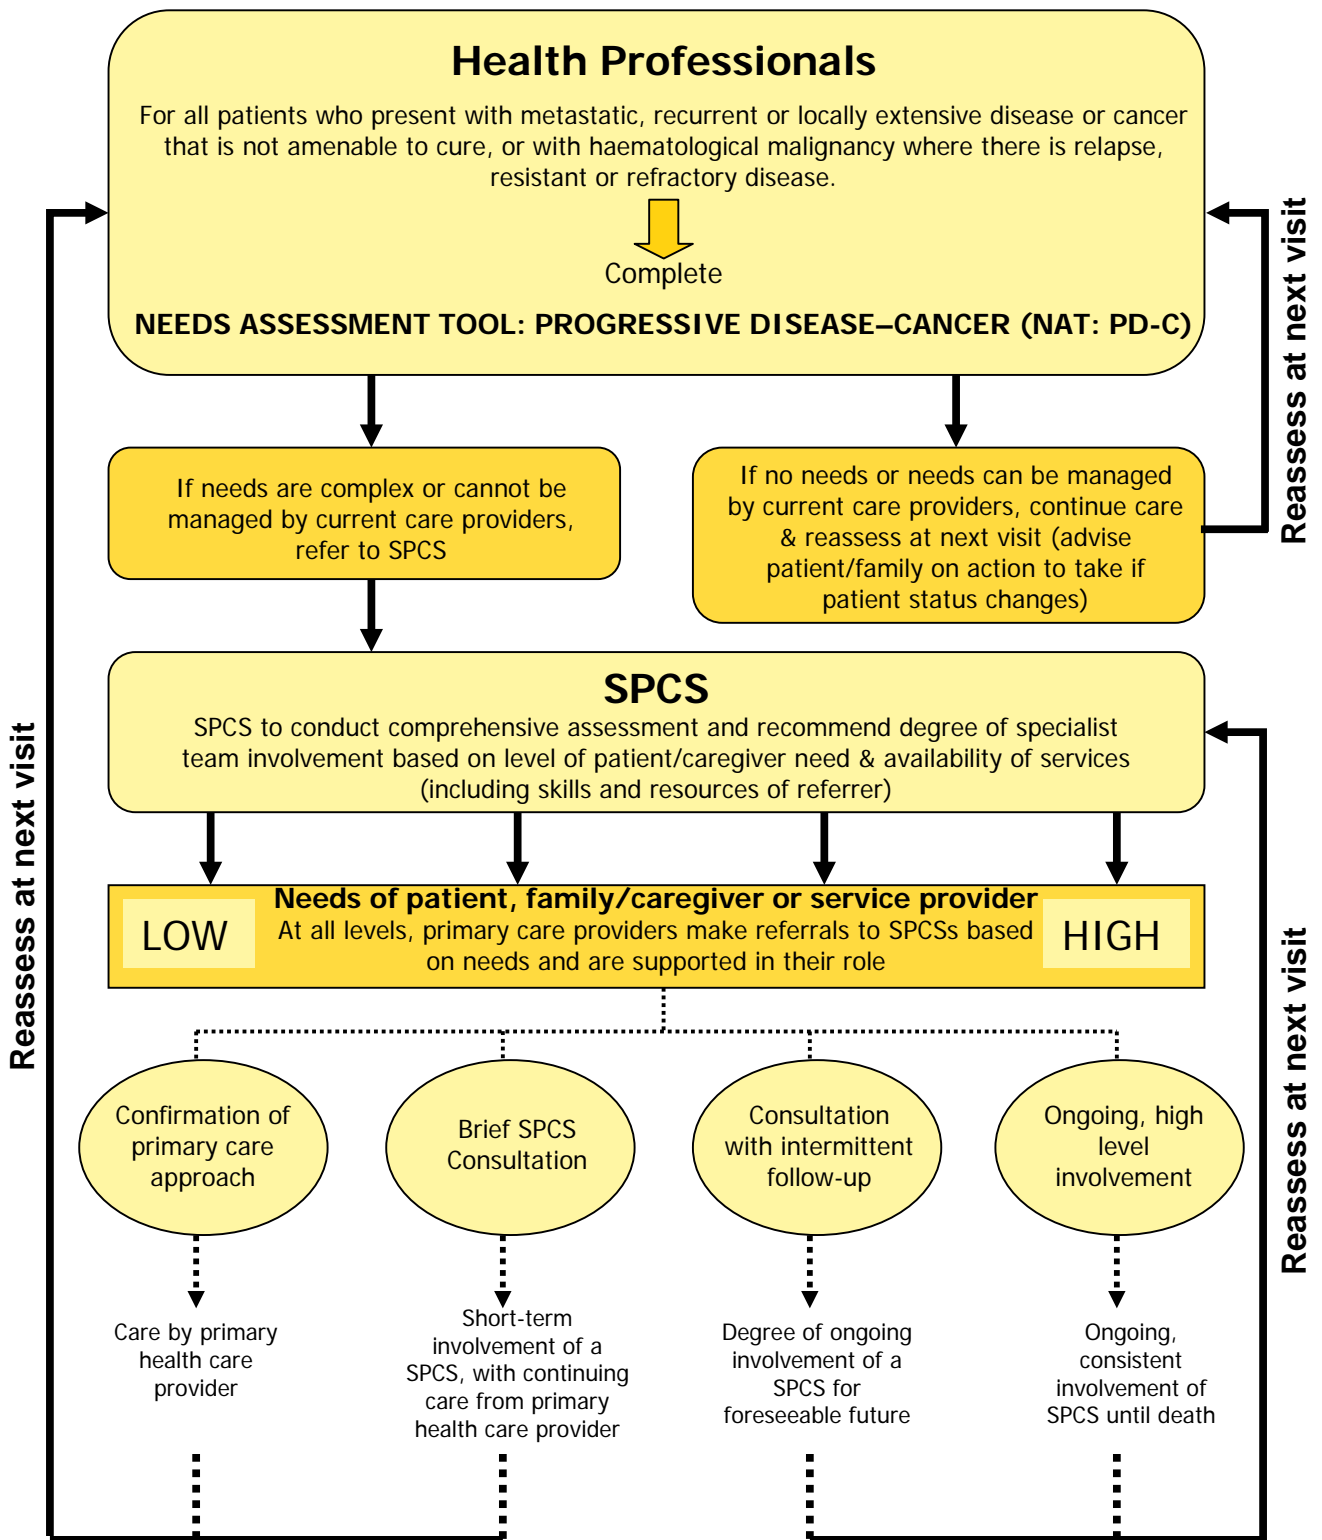 Health Professionals
For all patients who present with metastatic, recurrent or locally extensive disease or cancer
that is not amenable to cure, or with haematological malignancy where there is relapse,
resistant or refractory disease.
Complete
NEEDS ASSESSMENT TOOL: PROGRESSIVE DISEASE–CANCER (NAT: PD-C)
Reassess at next visit
If needs are complex or cannot be
managed by current care providers,
refer to SPCS
If no needs or needs can be managed
by current care providers, continue care
& reassess at next visit (advise
patient/family on action to take if
patient status changes)
SPCS
SPCS to conduct comprehensive assessment and recommend degree of specialist
team involvement based on level of patient/caregiver need & availability of services
(including skills and resources of referrer)
Reassess at next visit
Needs of patient, family/caregiver or service provider
LOW
At all levels, primary care providers make referrals to SPCSs based
on needs and are supported in their role
HIGH
Reassess at next visit
Confirmation of
primary care
approach
Brief SPCS
Consultation
Consultation
with intermittent
follow-up
Ongoing, high
level
involvement
Care by primary
health care
provider
Short-term
involvement of a
SPCS, with continuing
care from primary
health care provider
Degree of ongoing
involvement of a
SPCS for
foreseeable future
Ongoing,
consistent
involvement of
SPCS until death